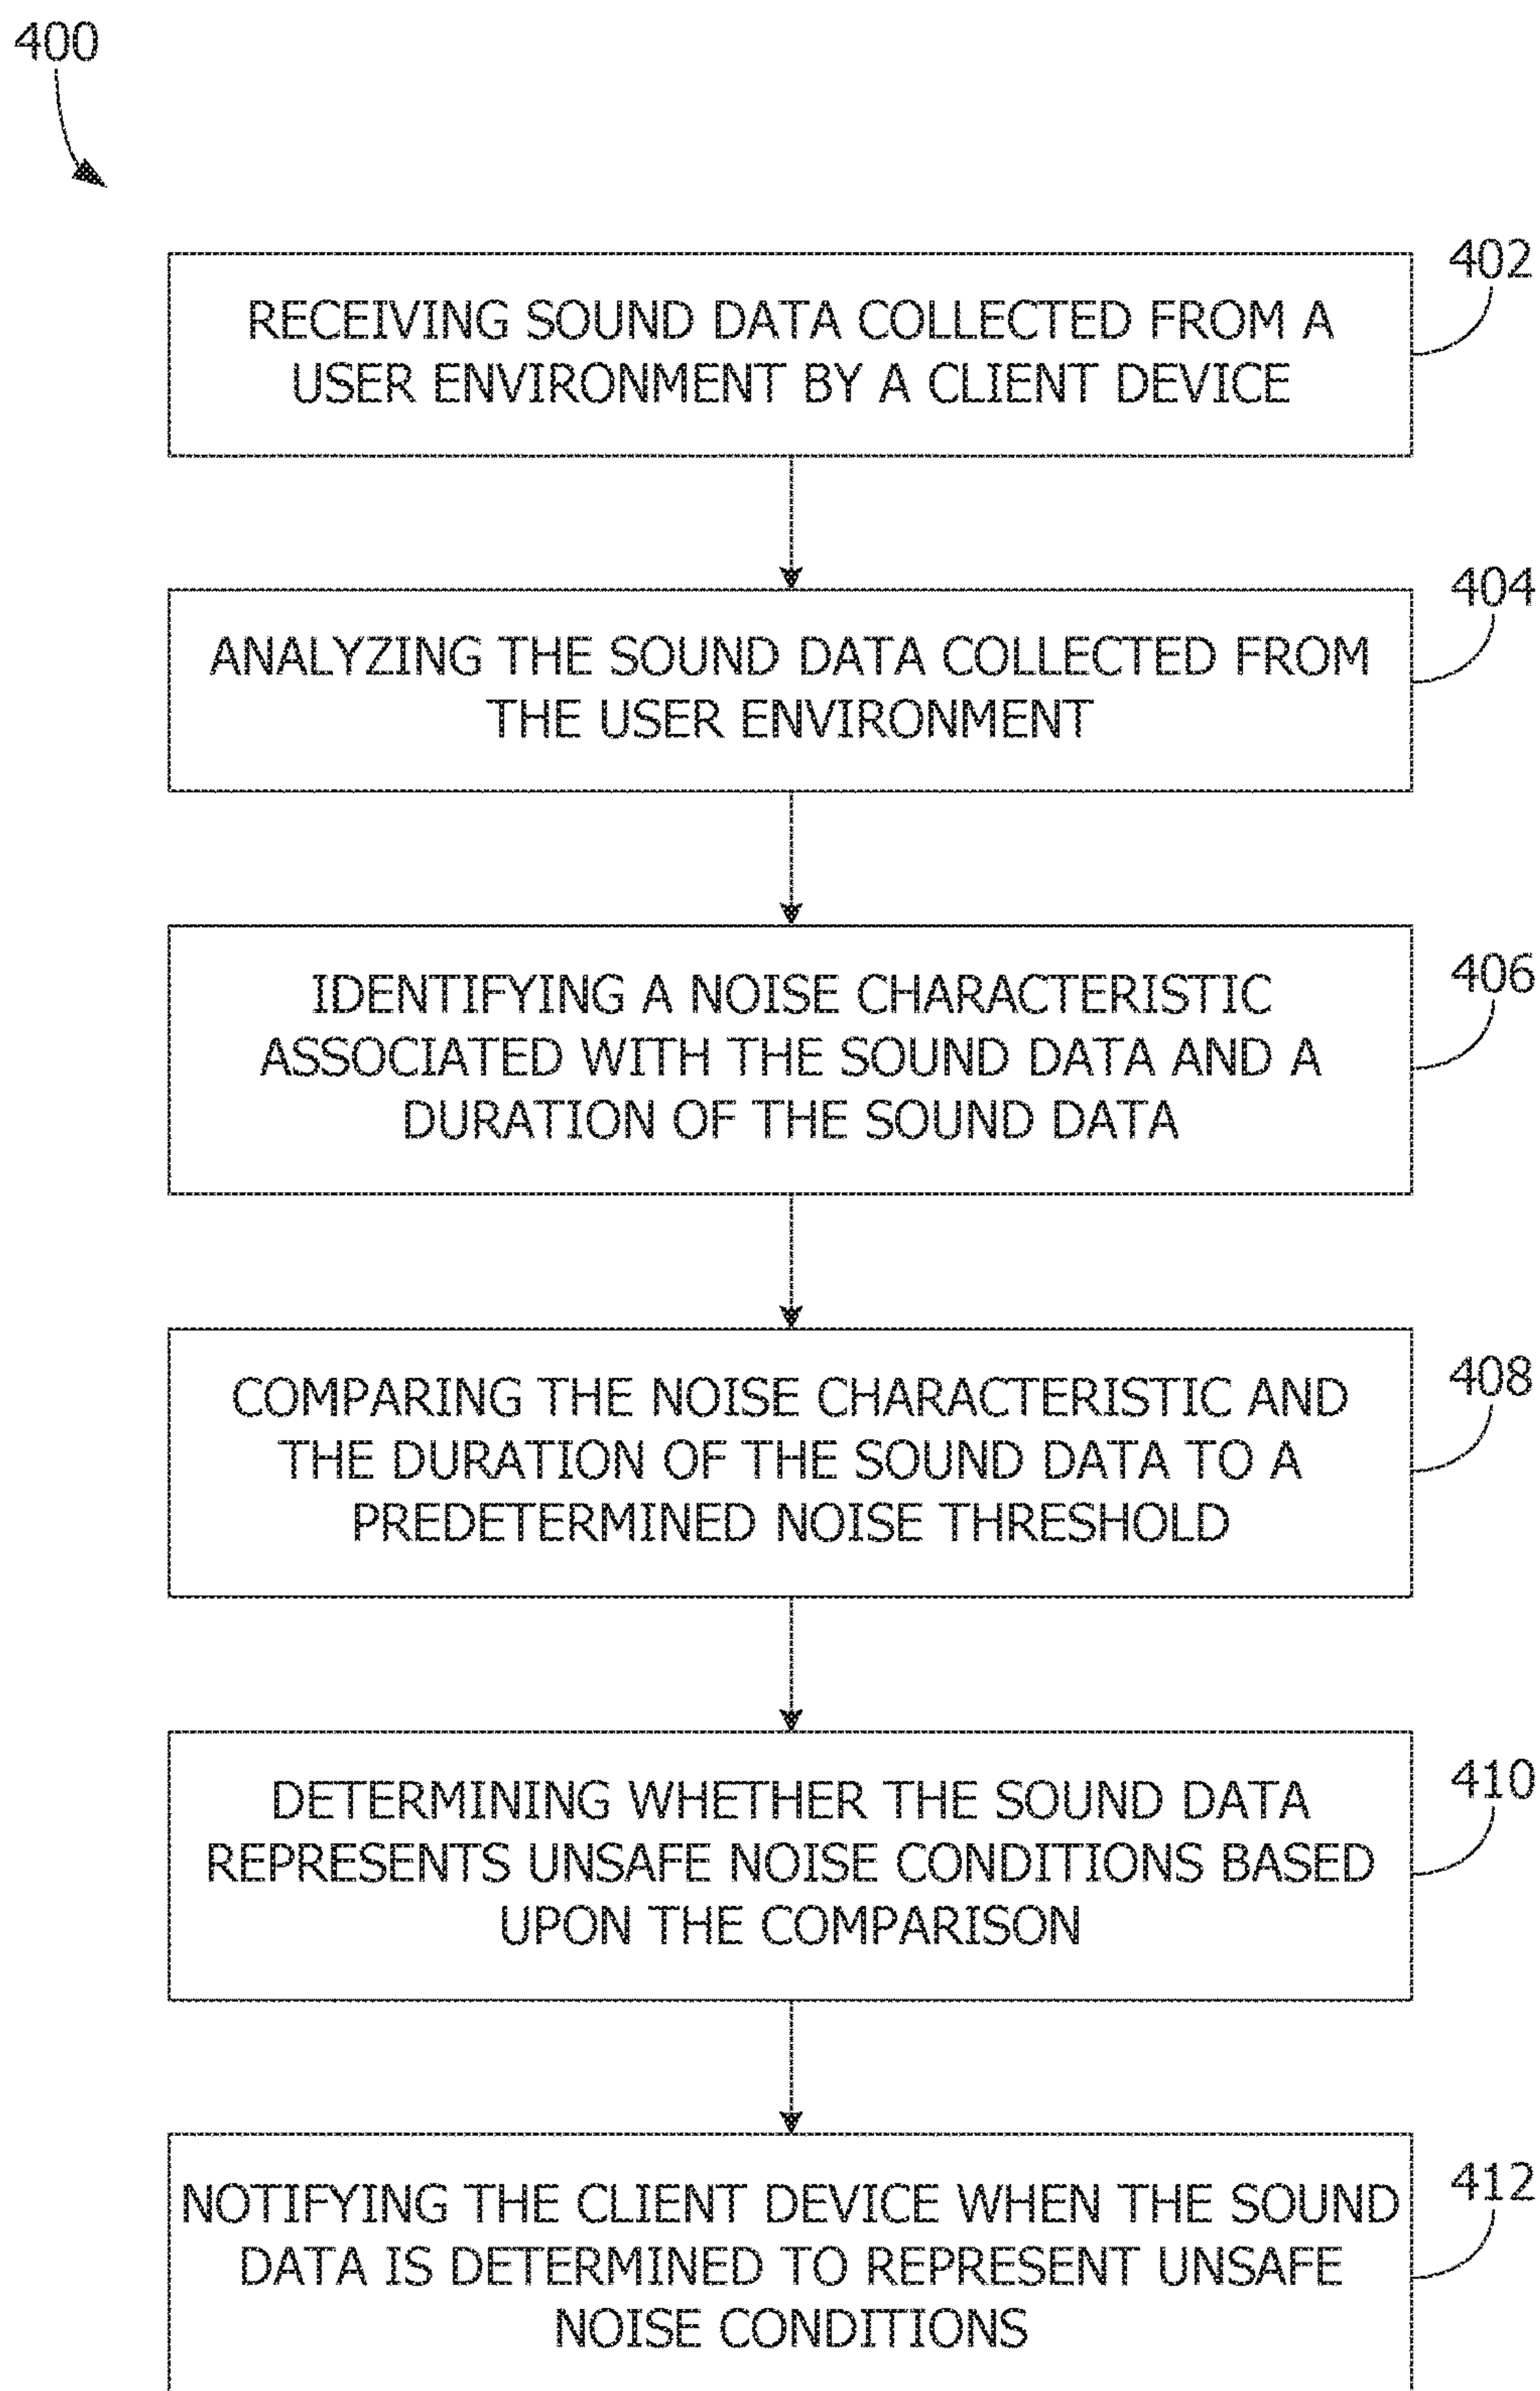 400
402
RECEIVING SOUND DATA COLLECTED FROM A
USER ENVIRONMENT BY A CLIENT DEVICE
404
ANALYZING THE SOUND DATA COLLECTED FROM
THE USER ENVIRONMENT
406
IDENTIFYING A NOISE CHARACTERISTIC
ASSOCIATED WITH THE SOUND DATA AND A
DURATION OF THE SOUND DATA
408
COMPARING THE NOISE CHARACTERISTIC AND
THE DURATION OF THE SOUND DATA TO A
PREDETERMINED NOISE THRESHOLD
410
DETERMINING WHETHER THE SOUND DATA
REPRESENTS UNSAFE NOISE CONDITIONS BASED
UPON THE COMPARISON
412
NOTIFYING THE CLIENT DEVICE WHEN THE SOUND
DATA IS DETERMINED TO REPRESENT UNSAFE
NOISE CONDITIONS